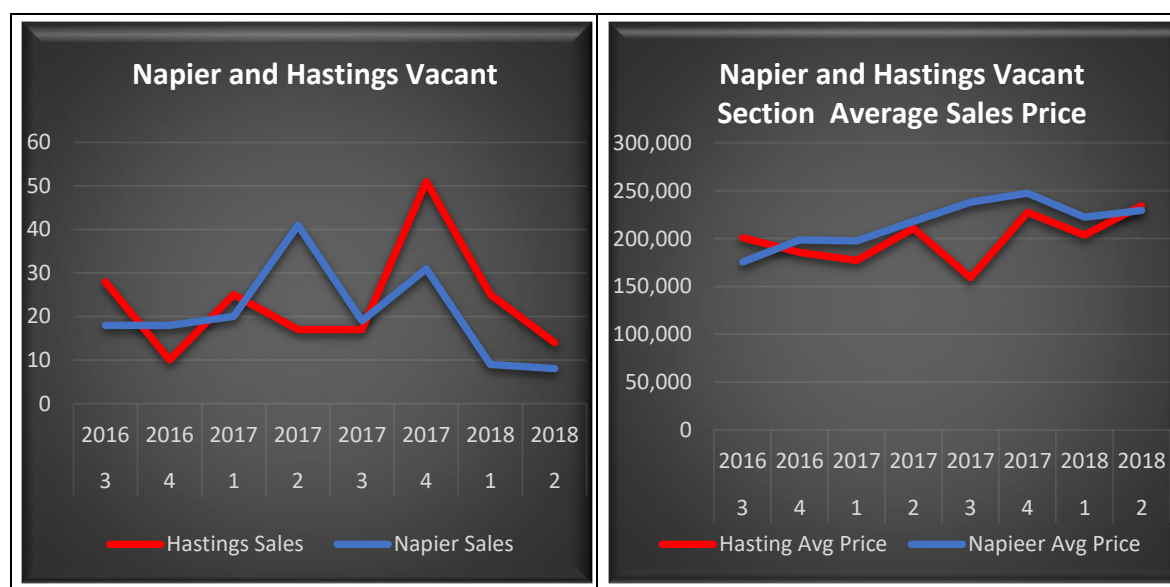 Napier and Hastings Vacant
60
50
40
30
20
10
0
2016 2016 2017 2017 2017 2017 2018 2018
3 4 1 2 3 4 1 2
Hastings Sales Napier Sales
Napier and Hastings Vacant
Section Average Sales Price
300,000
250,000
200,000
150,000
100,000
50,000
0
2016 2016 2017 2017 2017 2017 2018 2018
3 4 1 2 3 4 1 2
Hasting Avg Price Napieer Avg Price